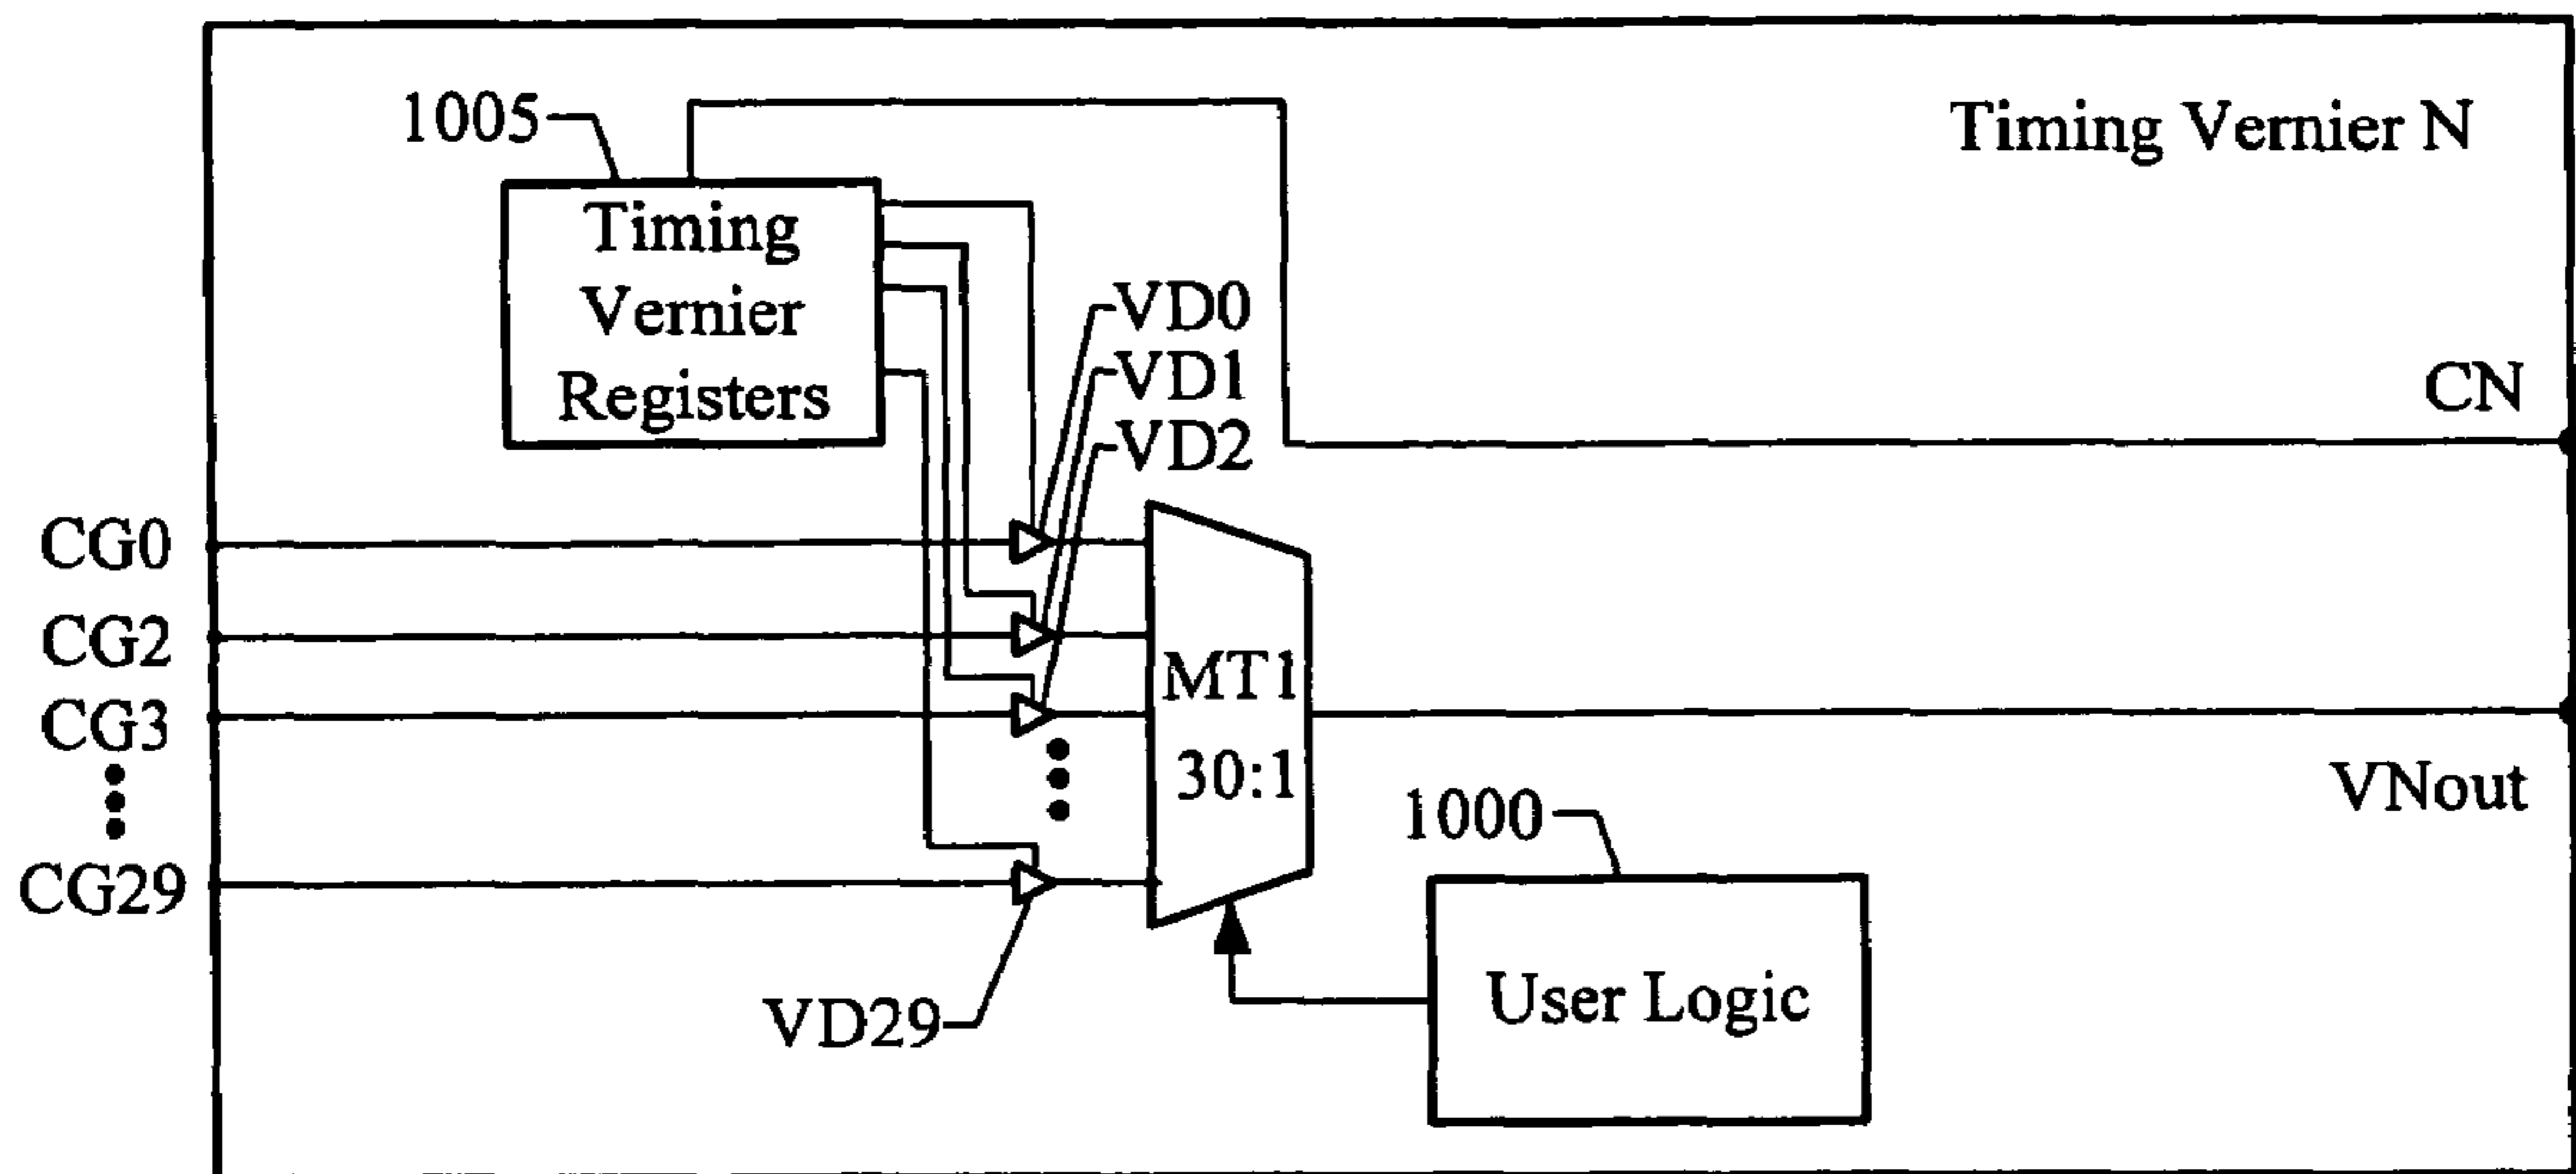 Timing Vernier N
1005
Timing
Vernier
Registers
VD0
VD1
VD2
CN
CG0
CG2
CG3
CG29
MT1
30:1
VNout
1000
User Logic
VD29